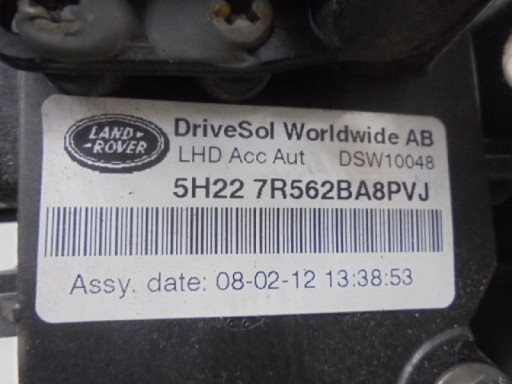 LAND-
-ROVER
DriveSol Worldwide AB
LHD Acc Aut DSW10048
5H22 7R562BA8PVJ
Assy. date: 08-02-12 13:38:53